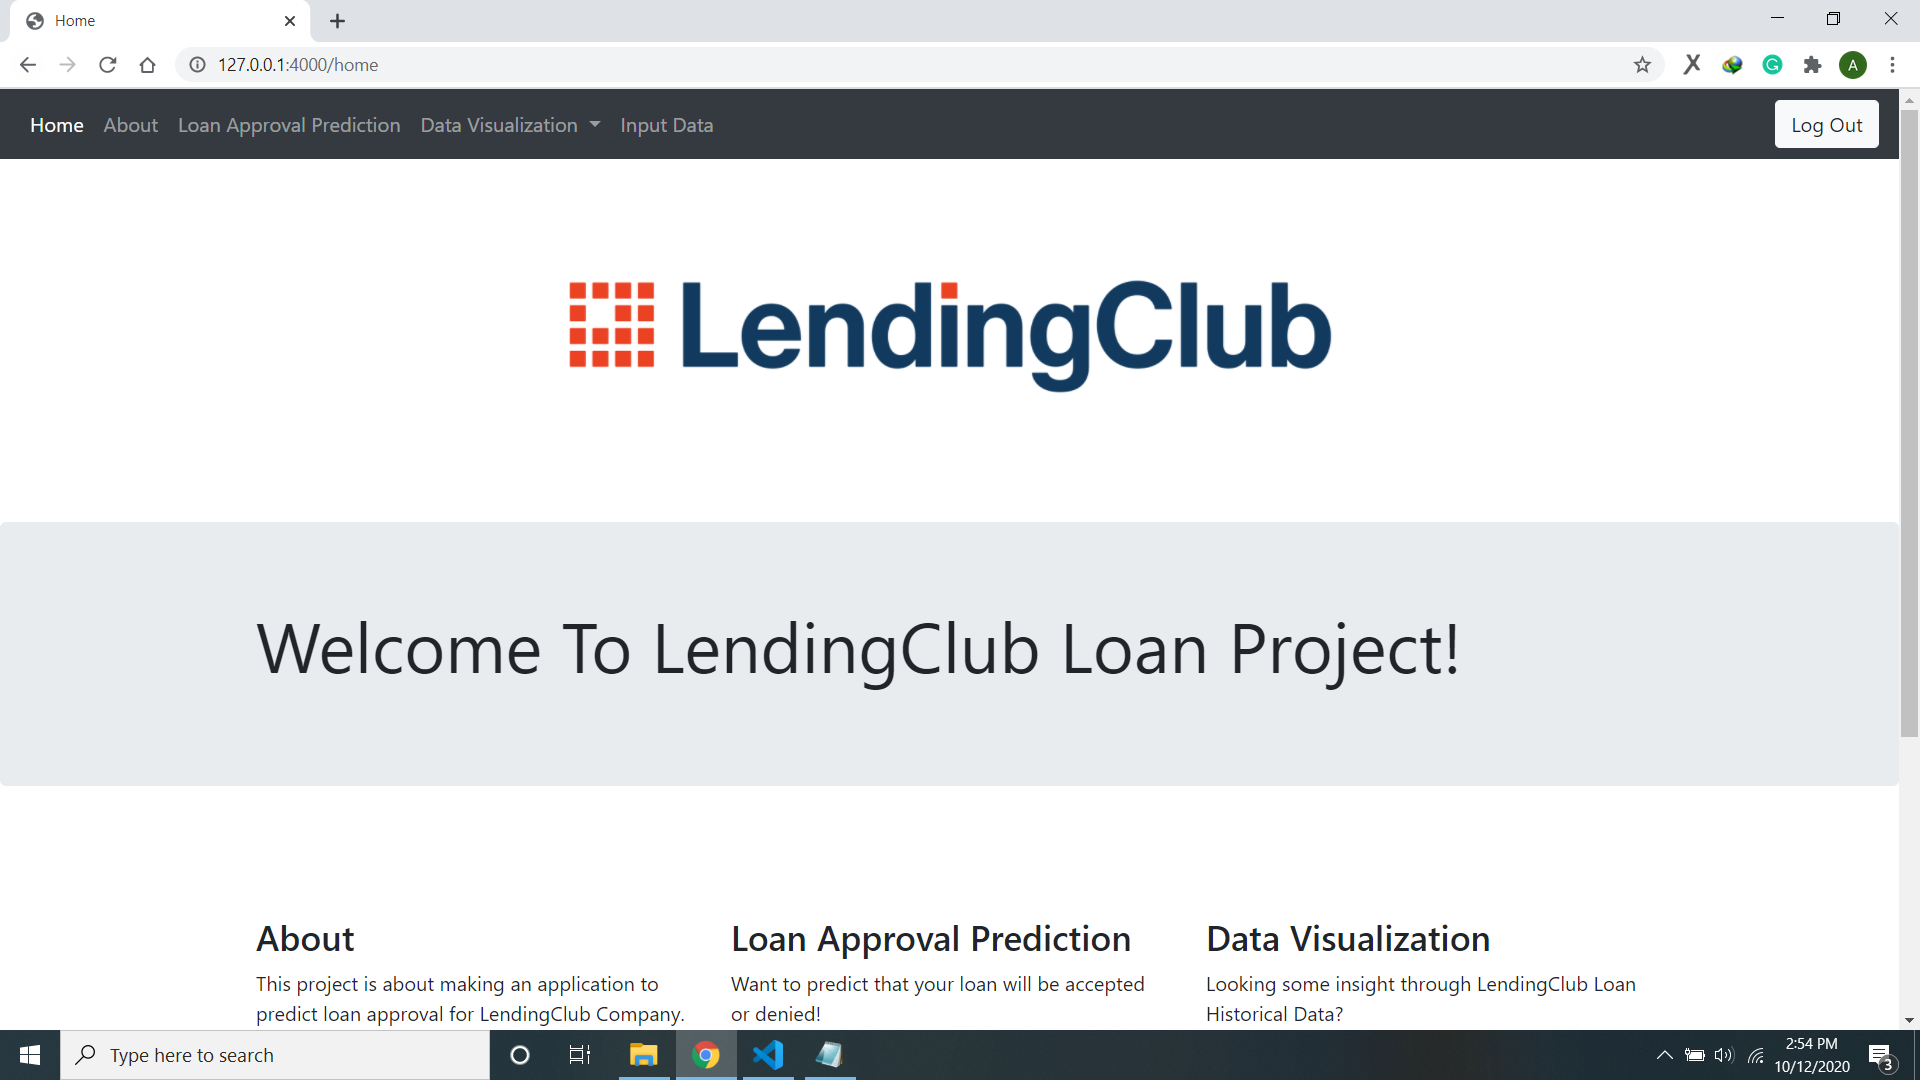 Home
127.0.0.1:4000/home
A
Home About Loan Approval Prediction Data Visualization Input Data Log Out
LendingClub
Welcome To LendingClub Loan Project!
About
This project is about making an application to
predict loan approval for LendingClub Company.
Loan Approval Prediction
Want to predict that your loan will be accepted
or denied!
Data Visualization
Looking some insight through LendingClub Loan
Historical Data?
Type here to search
2:54 PM
10/12/2020
3